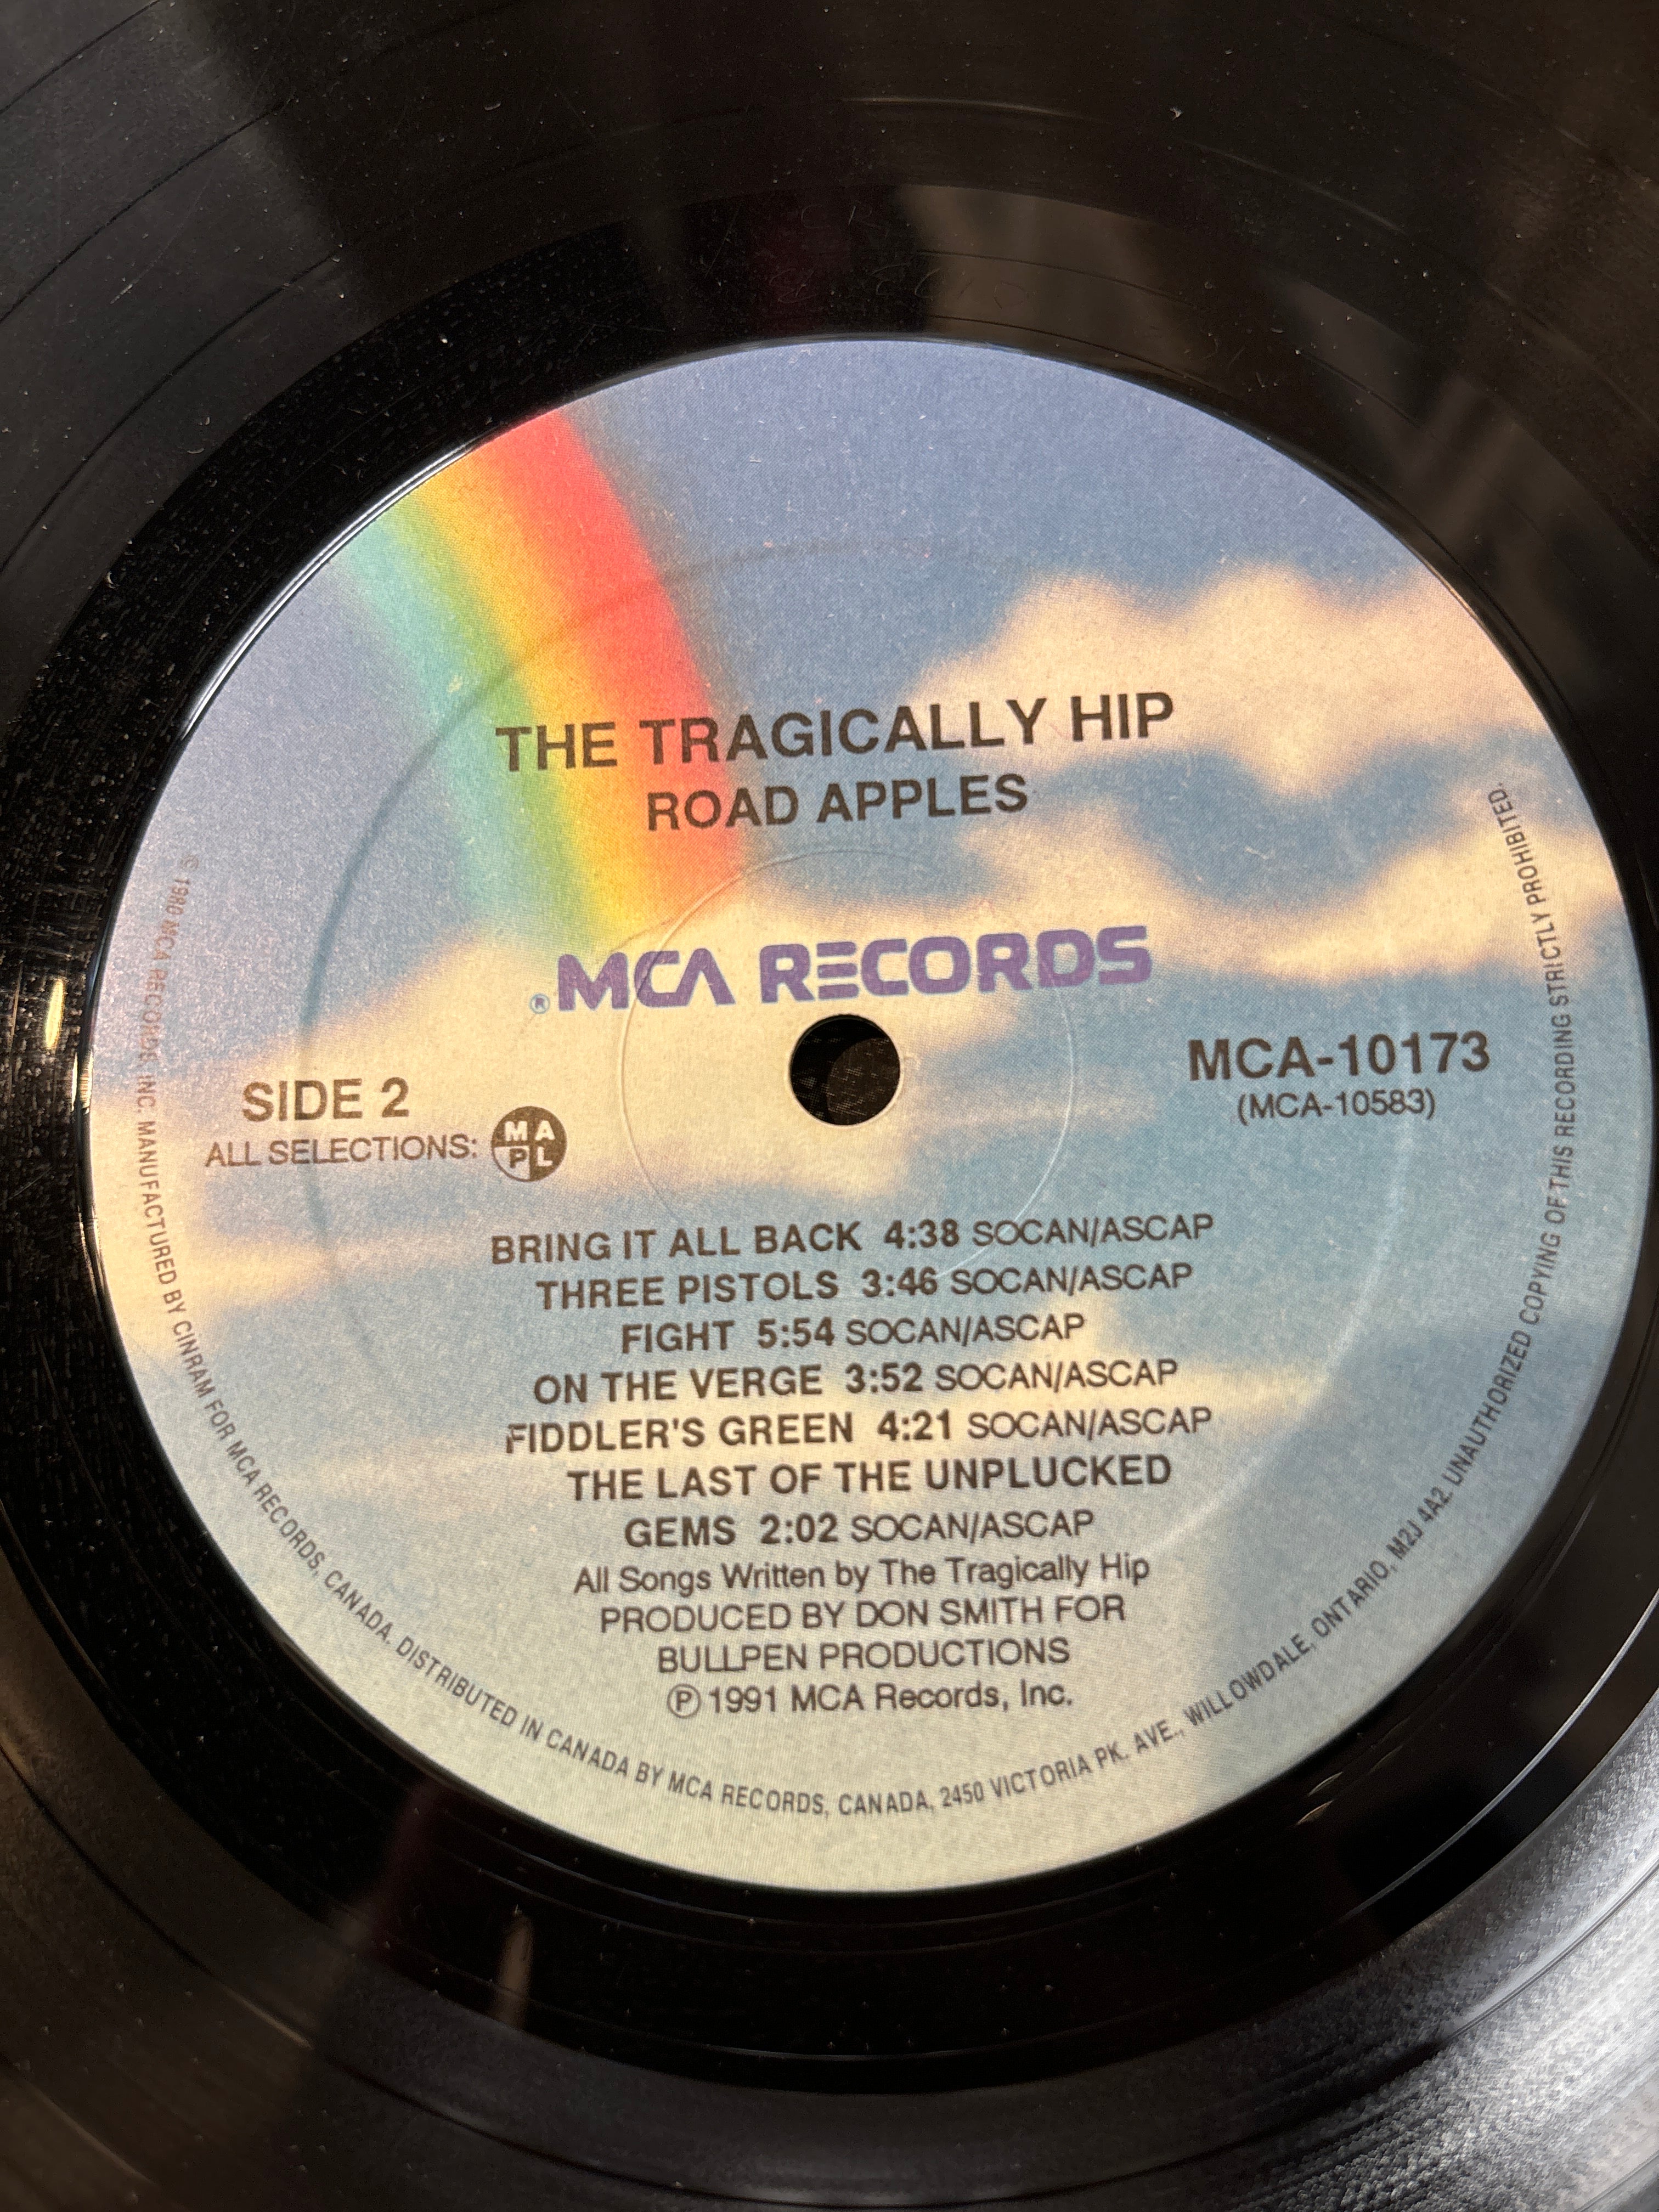 THE TRAGICALLY HIP
ROAD APPLES
® MCA RECORDS
SIDE 2
ALL SELECTIONS: MAPL
MCA-10173
(MCA-10583)
BRING IT ALL BACK 4:38 SOCAN/ASCAP
THREE PISTOLS 3:46 SOCAN/ASCAP
FIGHT 5:54 SOCAN/ASCAP
ON THE VERGE 3:52 SOCAN/ASCAP
FIDDLER'S GREEN 4:21 SOCAN/ASCAP
THE LAST OF THE UNPLUCKED
GEMS 2:02 SOCAN/ASCAP
All Songs Written by The Tragically Hip
PRODUCED BY DON SMITH FOR
BULLPEN PRODUCTIONS
Ⓟ 1991 MCA Records, Inc.
© 1980 MCA RECORDS, INC. MANUFACTURED BY CINRAM FOR MCA RECORDS, CANADA. DISTRIBUTED IN CANADA BY MCA RECORDS, CANADA, 2450 VICTORIA PK. AVE., WILLOWDALE, ONTARIO, M2J 4A2. UNAUTHORIZED COPYING OF THIS RECORDING STRICTLY PROHIBITED.